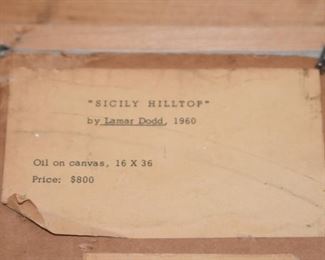 "SICILY HILLTOP"
by Lamar Dodd, 1960
Oil on canvas, 16 X 36
Price: $800